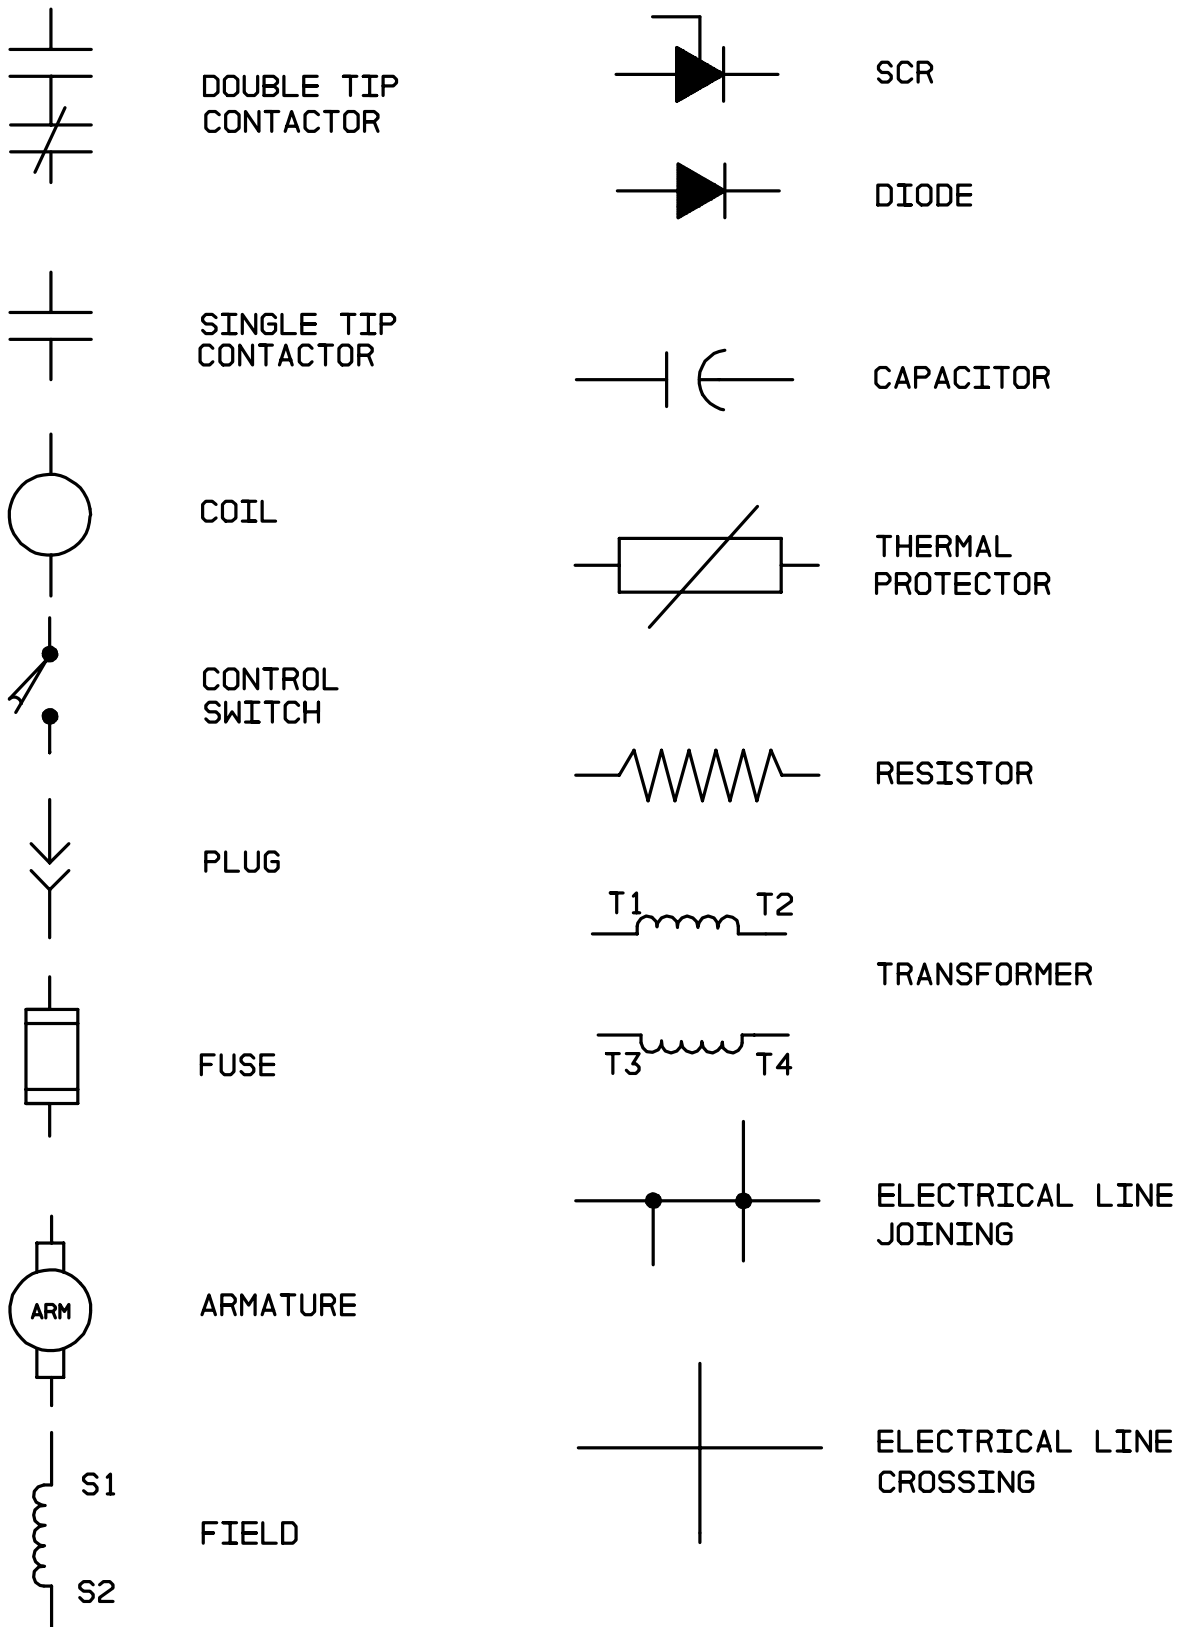 DOUBLE TIP
CONTACTOR
SINGLE TIP
CONTACTOR
COIL
CONTROL
SWITCH
PLUG
FUSE
ARM
ARMATURE
S1
FIELD
S2
SCR
DIODE
CAPACITOR
THERMAL
PROTECTOR
RESISTOR
T1 T2
TRANSFORMER
T3 T4
ELECTRICAL LINE
JOINING
ELECTRICAL LINE
CROSSING